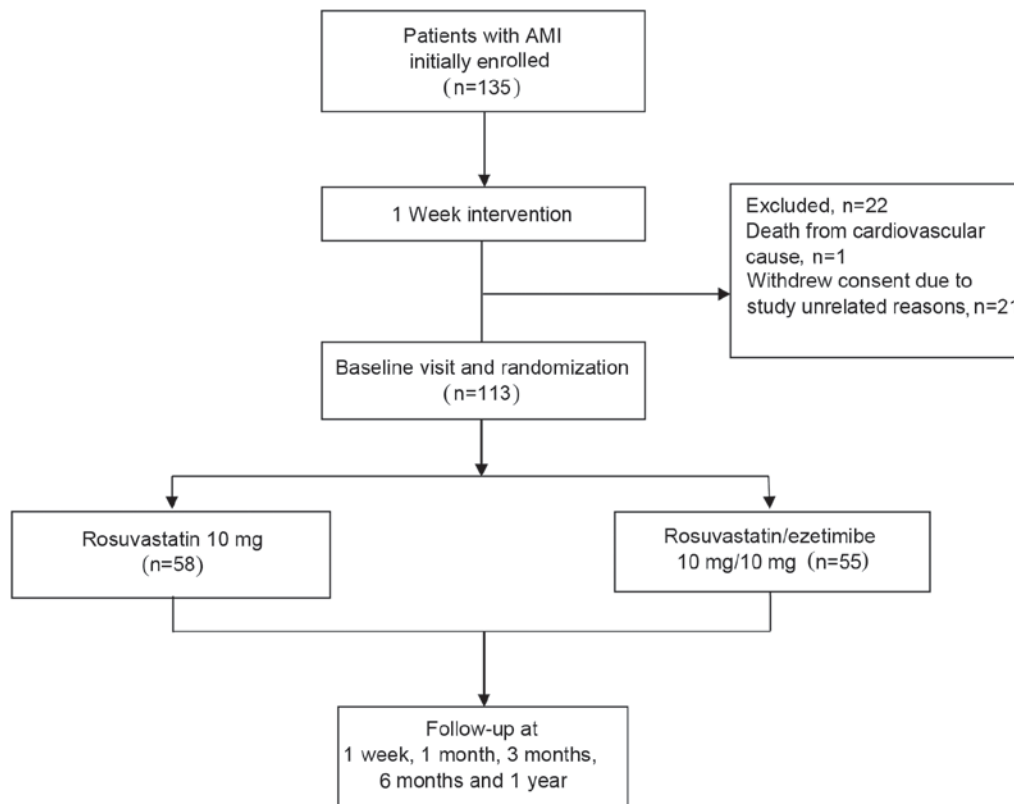 Patients with AMI
initially enrolled
(n=135)
1 Week intervention
Excluded, n=22
Death from cardiovascular
cause, n=1
Withdrew consent due to
study unrelated reasons, n=21
Baseline visit and randomization
(n=113)
Rosuvastatin 10 mg
(n=58)
Rosuvastatin/ezetimibe
10 mg/10 mg (n=55)
Follow-up at
1 week, 1 month, 3 months,
6 months and 1 year